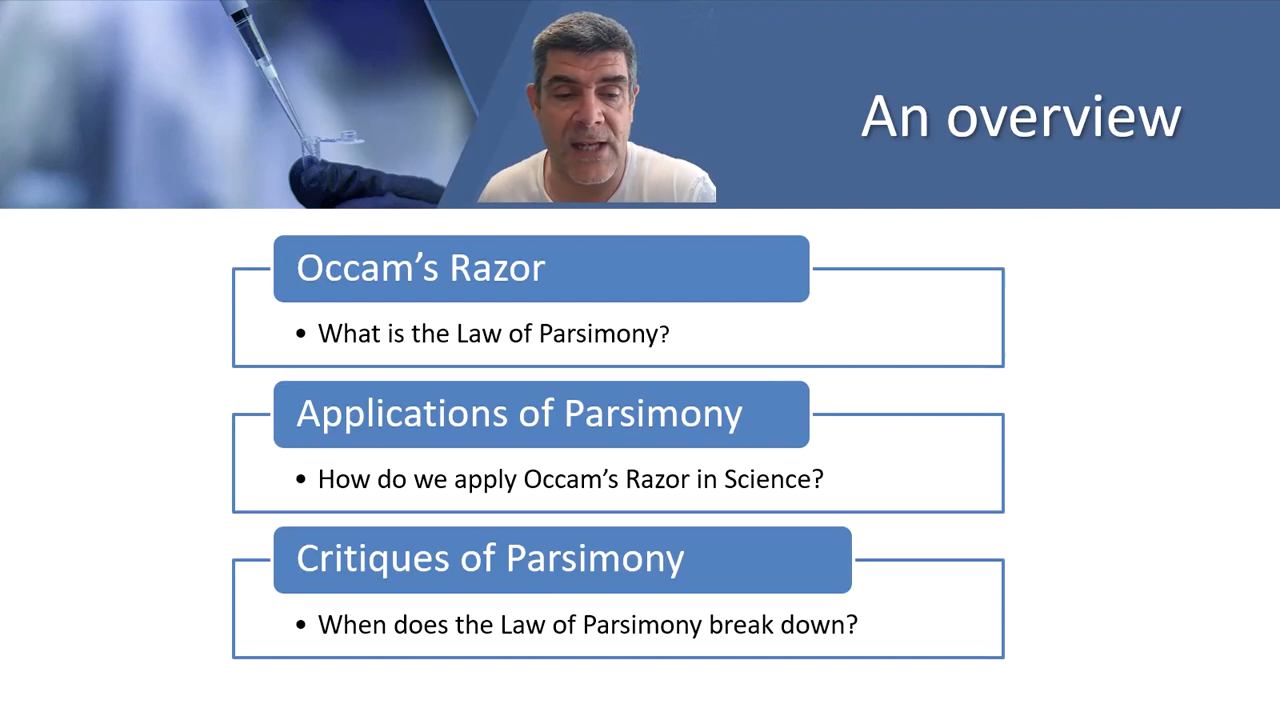 An overview
Occam’s Razor
• What is the Law of Parsimony?
Applications of Parsimony
• How do we apply Occam’s Razor in Science?
Critiques of Parsimony
• When does the Law of Parsimony break down?